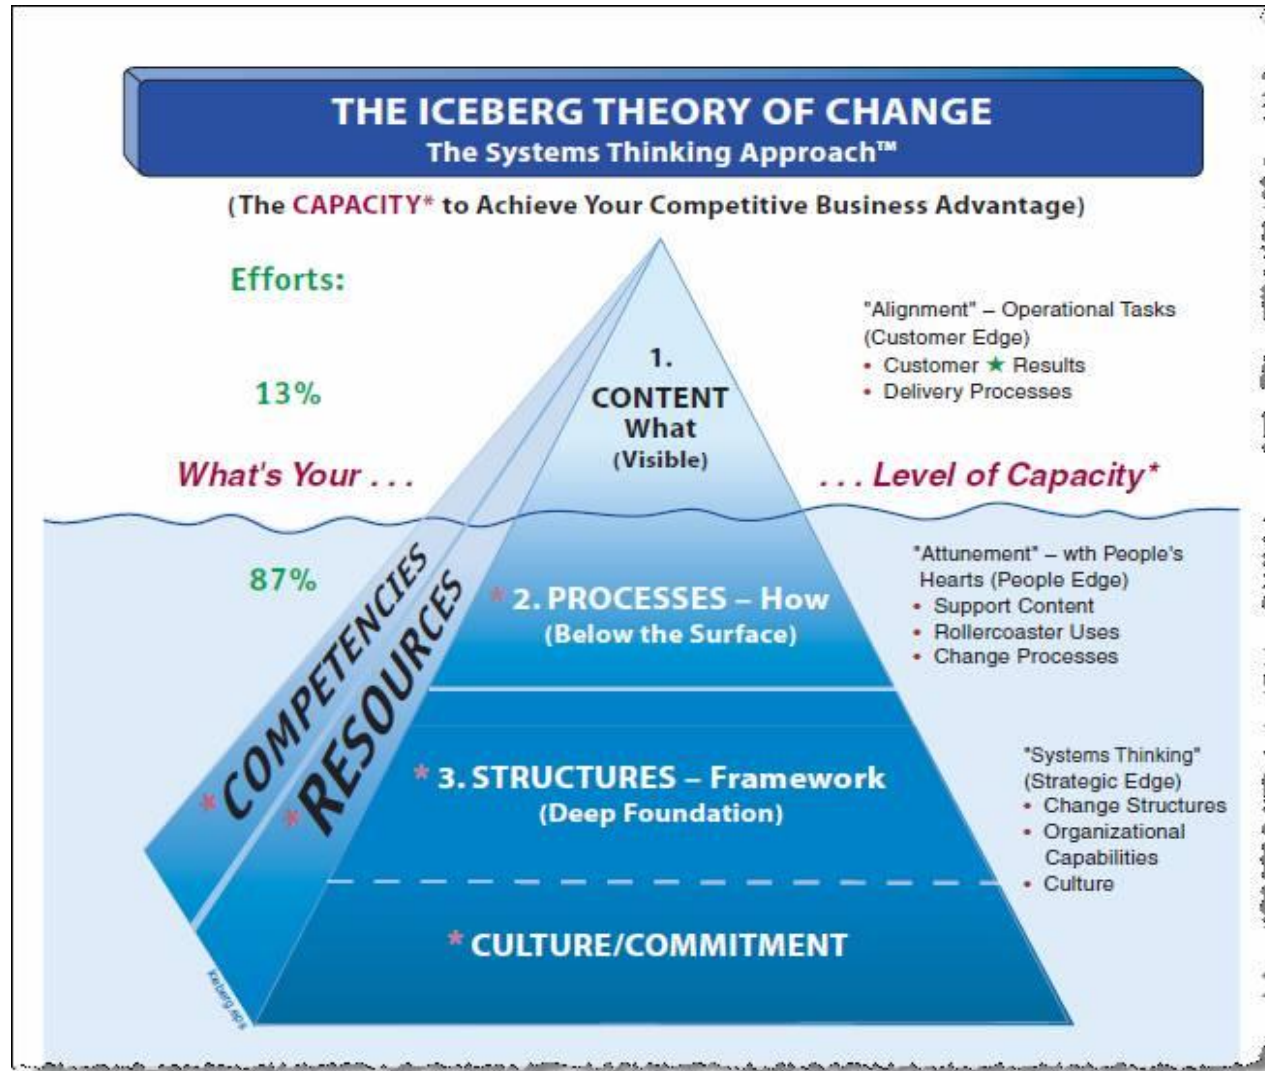 THE ICEBERG THEORY OF CHANGE
The Systems Thinking Approach™
(The CAPACITY* to Achieve Your Competitive Business Advantage)
Efforts:
13%
What's Your . . .
87%
1.
CONTENT
What
(Visible)
"Alignment" – Operational Tasks
(Customer Edge)
• Customer ★ Results
• Delivery Processes
. . . Level of Capacity*
* COMPETENCIES
* RESOURCES
* 2. PROCESSES – How
(Below the Surface)
"Attunement" – wth People's
Hearts (People Edge)
• Support Content
• Rollercoaster Uses
• Change Processes
* 3. STRUCTURES – Framework
(Deep Foundation)
"Systems Thinking"
(Strategic Edge)
• Change Structures
• Organizational
Capabilities
• Culture
* CULTURE/COMMITMENT
Iceberg.eps